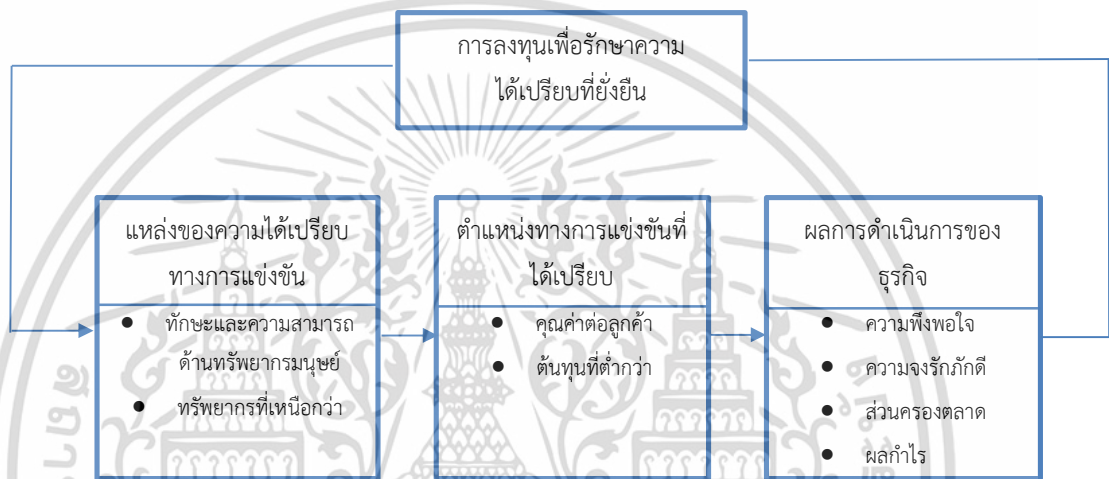 การลงทุนเพื่อรักษาความ
ได้เปรียบที่ยั่งยืน
แหล่งของความได้เปรียบ
ทางการแข่งขัน
● ทักษะและความสามารถ
ด้านทรัพยากรมนุษย์
● ทรัพยากรที่เหนือกว่า
ตำแหน่งทางการแข่งขันที่
ได้เปรียบ
● คุณค่าต่อลูกค้า
● ต้นทุนที่ต่ำกว่า
ผลการดำเนินการของ
ธุรกิจ
● ความพึงพอใจ
● ความจงรักภักดี
● ส่วนครองตลาด
● ผลกำไร